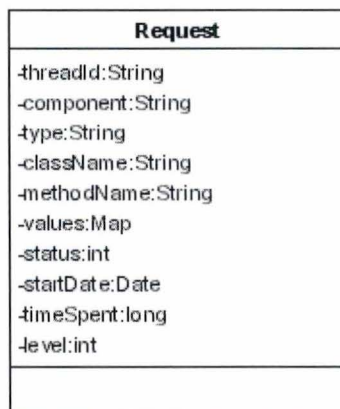 Request
-threadId:String
-component:String
-type:String
-className:String
-methodName:String
-values:Map
-status:int
-startDate:Date
-timeSpent:long
-level:int